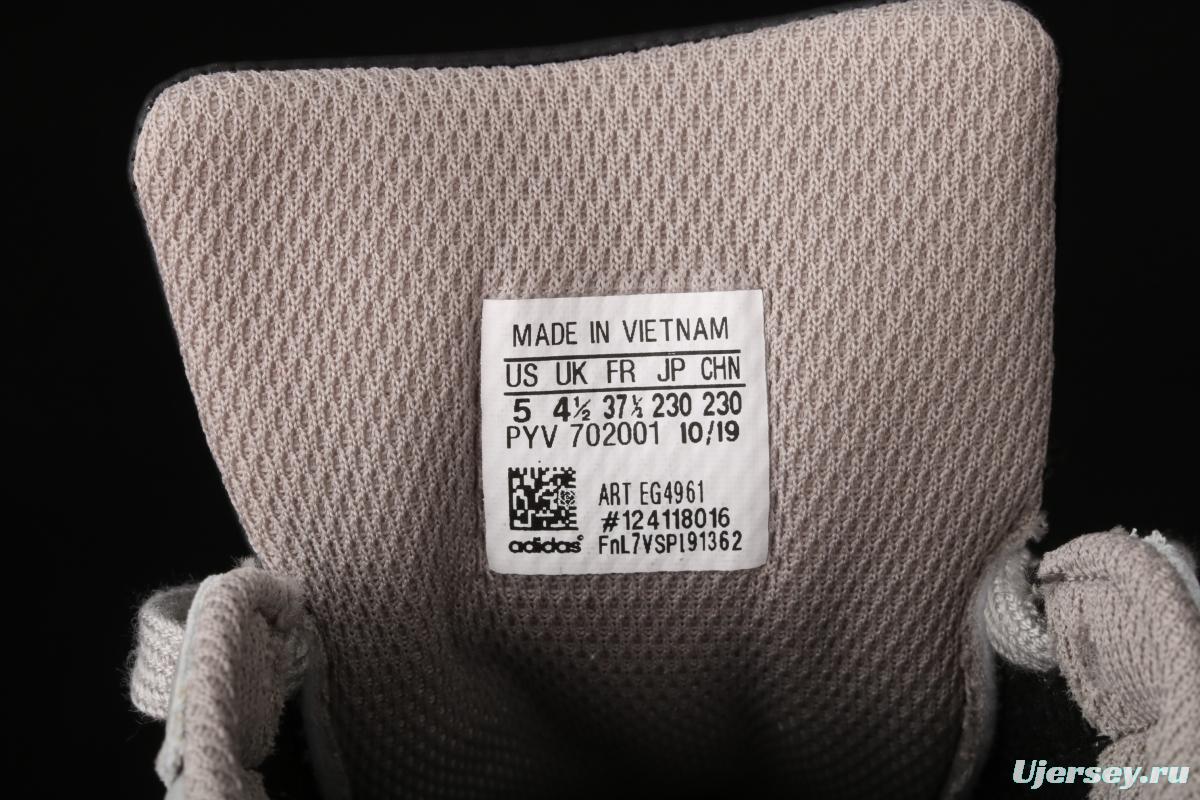 MADE IN VIETNAM
US UK FR JP CHN
5 4½ 37⅓ 230 230
PYV 702001 10/19
ART EG4961
#124118016
adidas FnL7VSPl91362
Ujersey.ru